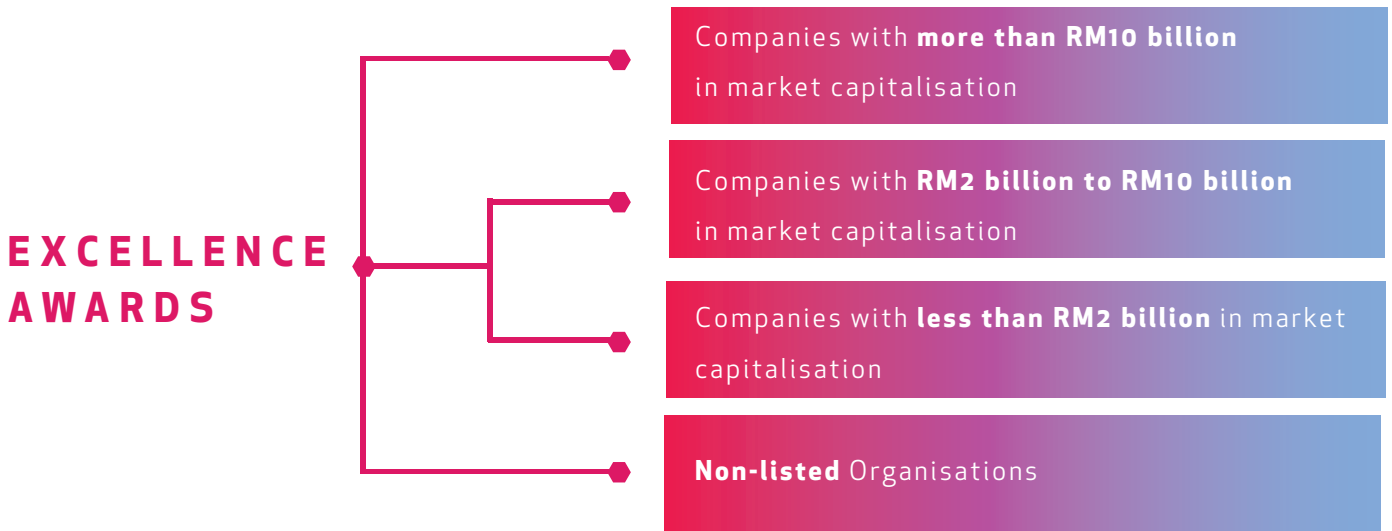 EXCELLENCE
AWARDS
Companies with more than RM10 billion
in market capitalisation
Companies with RM2 billion to RM10 billion
in market capitalisation
Companies with less than RM2 billion in market
capitalisation
Non-listed Organisations